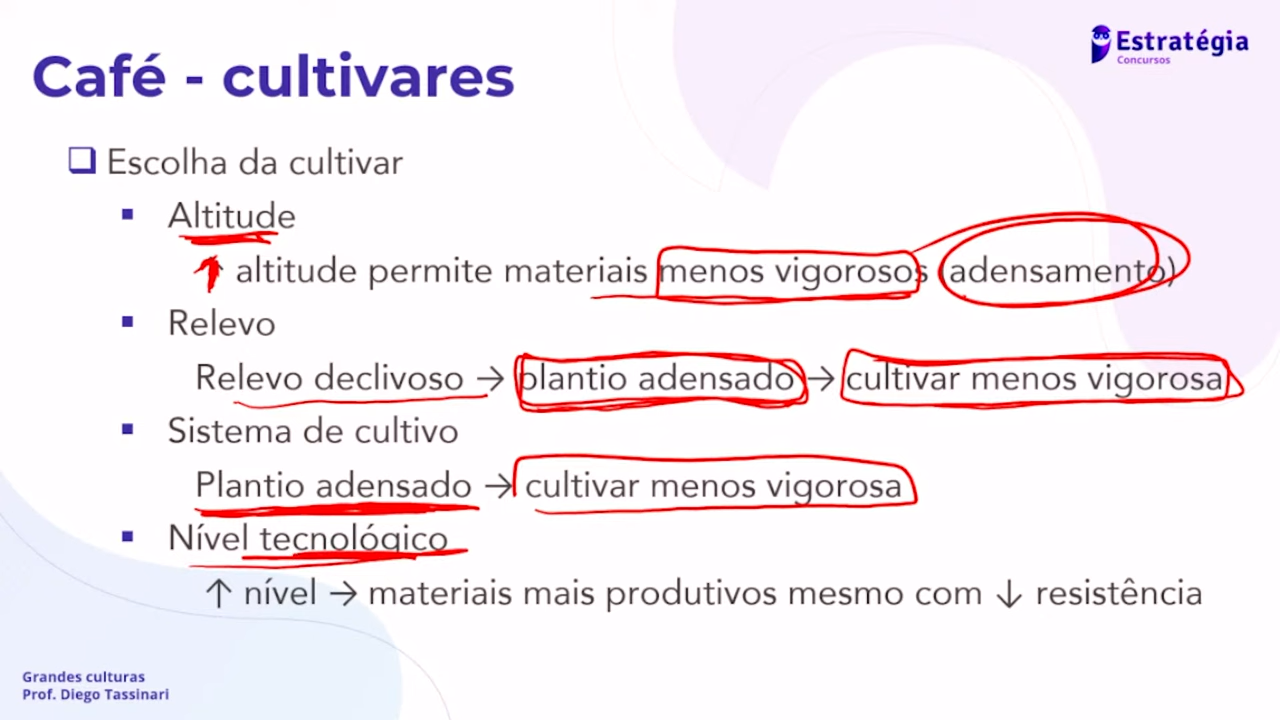 Estratégia
Concursos
Café - cultivares
Escolha da cultivar
Altitude
↑ altitude permite materiais menos vigorosos (adensamento)
Relevo
Relevo declivoso → plantio adensado → cultivar menos vigorosa
Sistema de cultivo
Plantio adensado → cultivar menos vigorosa
Nível tecnológico
↑ nível → materiais mais produtivos mesmo com ↓ resistência
Grandes culturas
Prof. Diego Tassinari